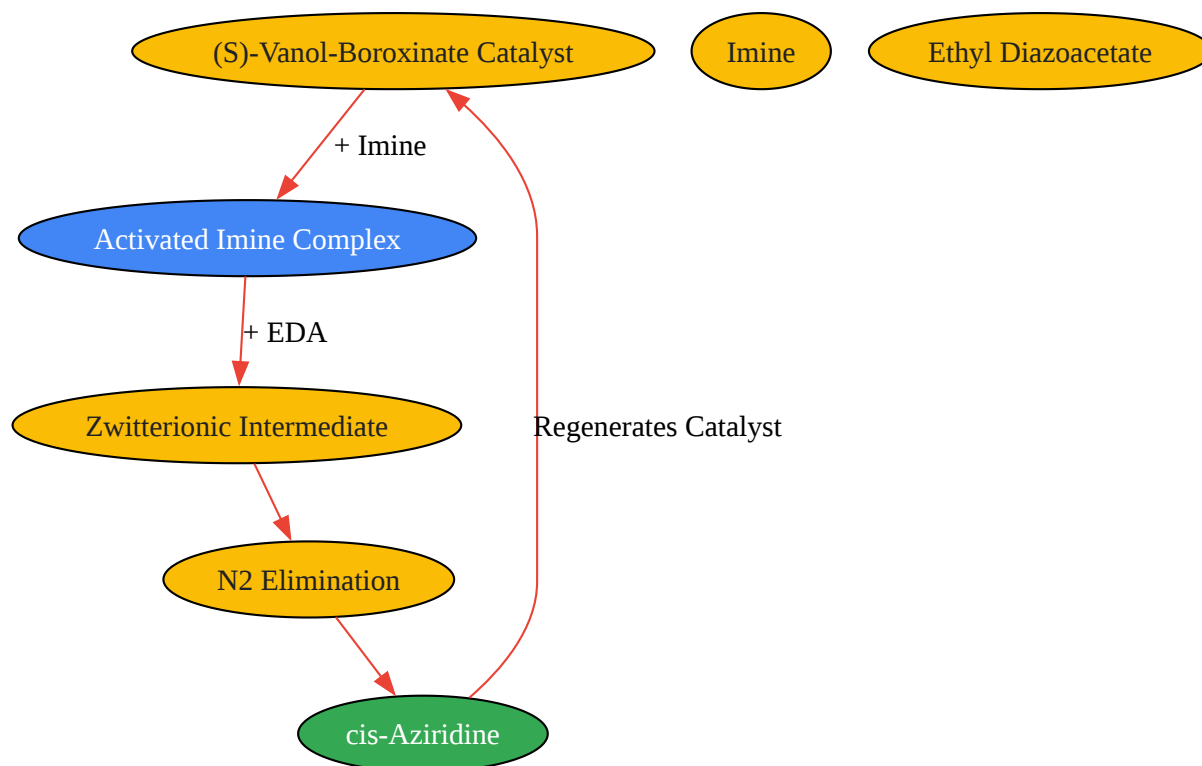 (S)-Vanol-Boroxinate Catalyst
Imine
Ethyl Diazoacetate
+ Imine
Activated Imine Complex
+ EDA
Zwitterionic Intermediate
Regenerates Catalyst
N2 Elimination
cis-Aziridine